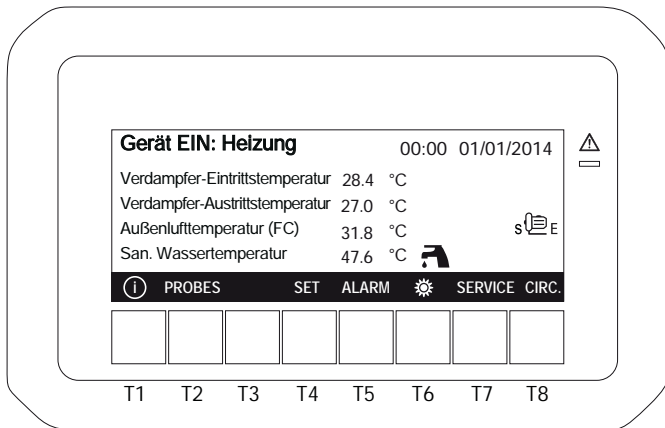 Gerät EIN: Heizung 00:00 01/01/2014
Verdampfer-Eintrittstemperatur 28.4 °C
Verdampfer-Austrittstemperatur 27.0 °C
Außenlufttemperatur (FC) 31.8 °C S E
San. Wassertemperatur 47.6 °C
i PROBES SET ALARM SERVICE CIRC.
T1 T2 T3 T4 T5 T6 T7 T8